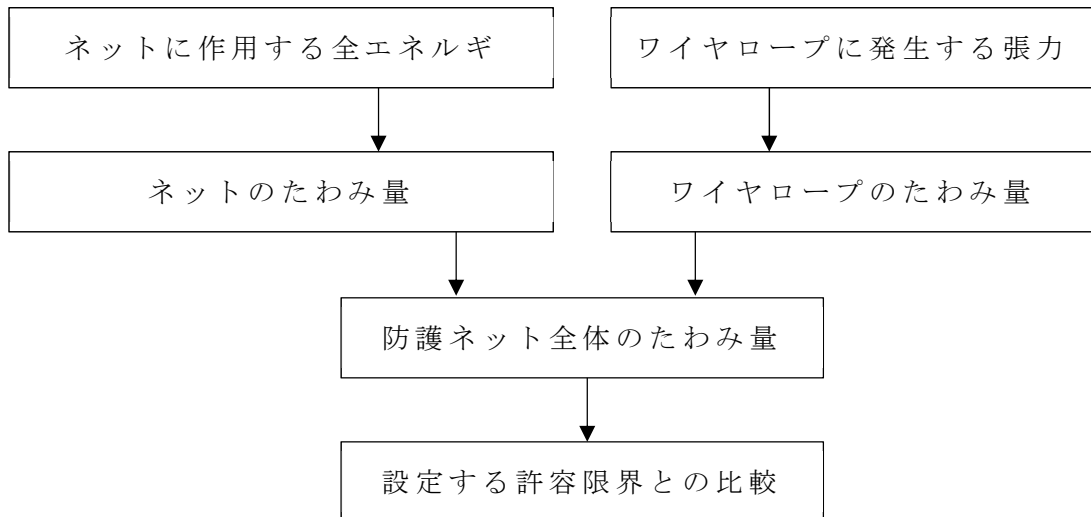 ネットに作用する全エネルギ
ワイヤロープに発生する張力
ネットのたわみ量
ワイヤロープのたわみ量
防護ネット全体のたわみ量
設定する許容限界との比較